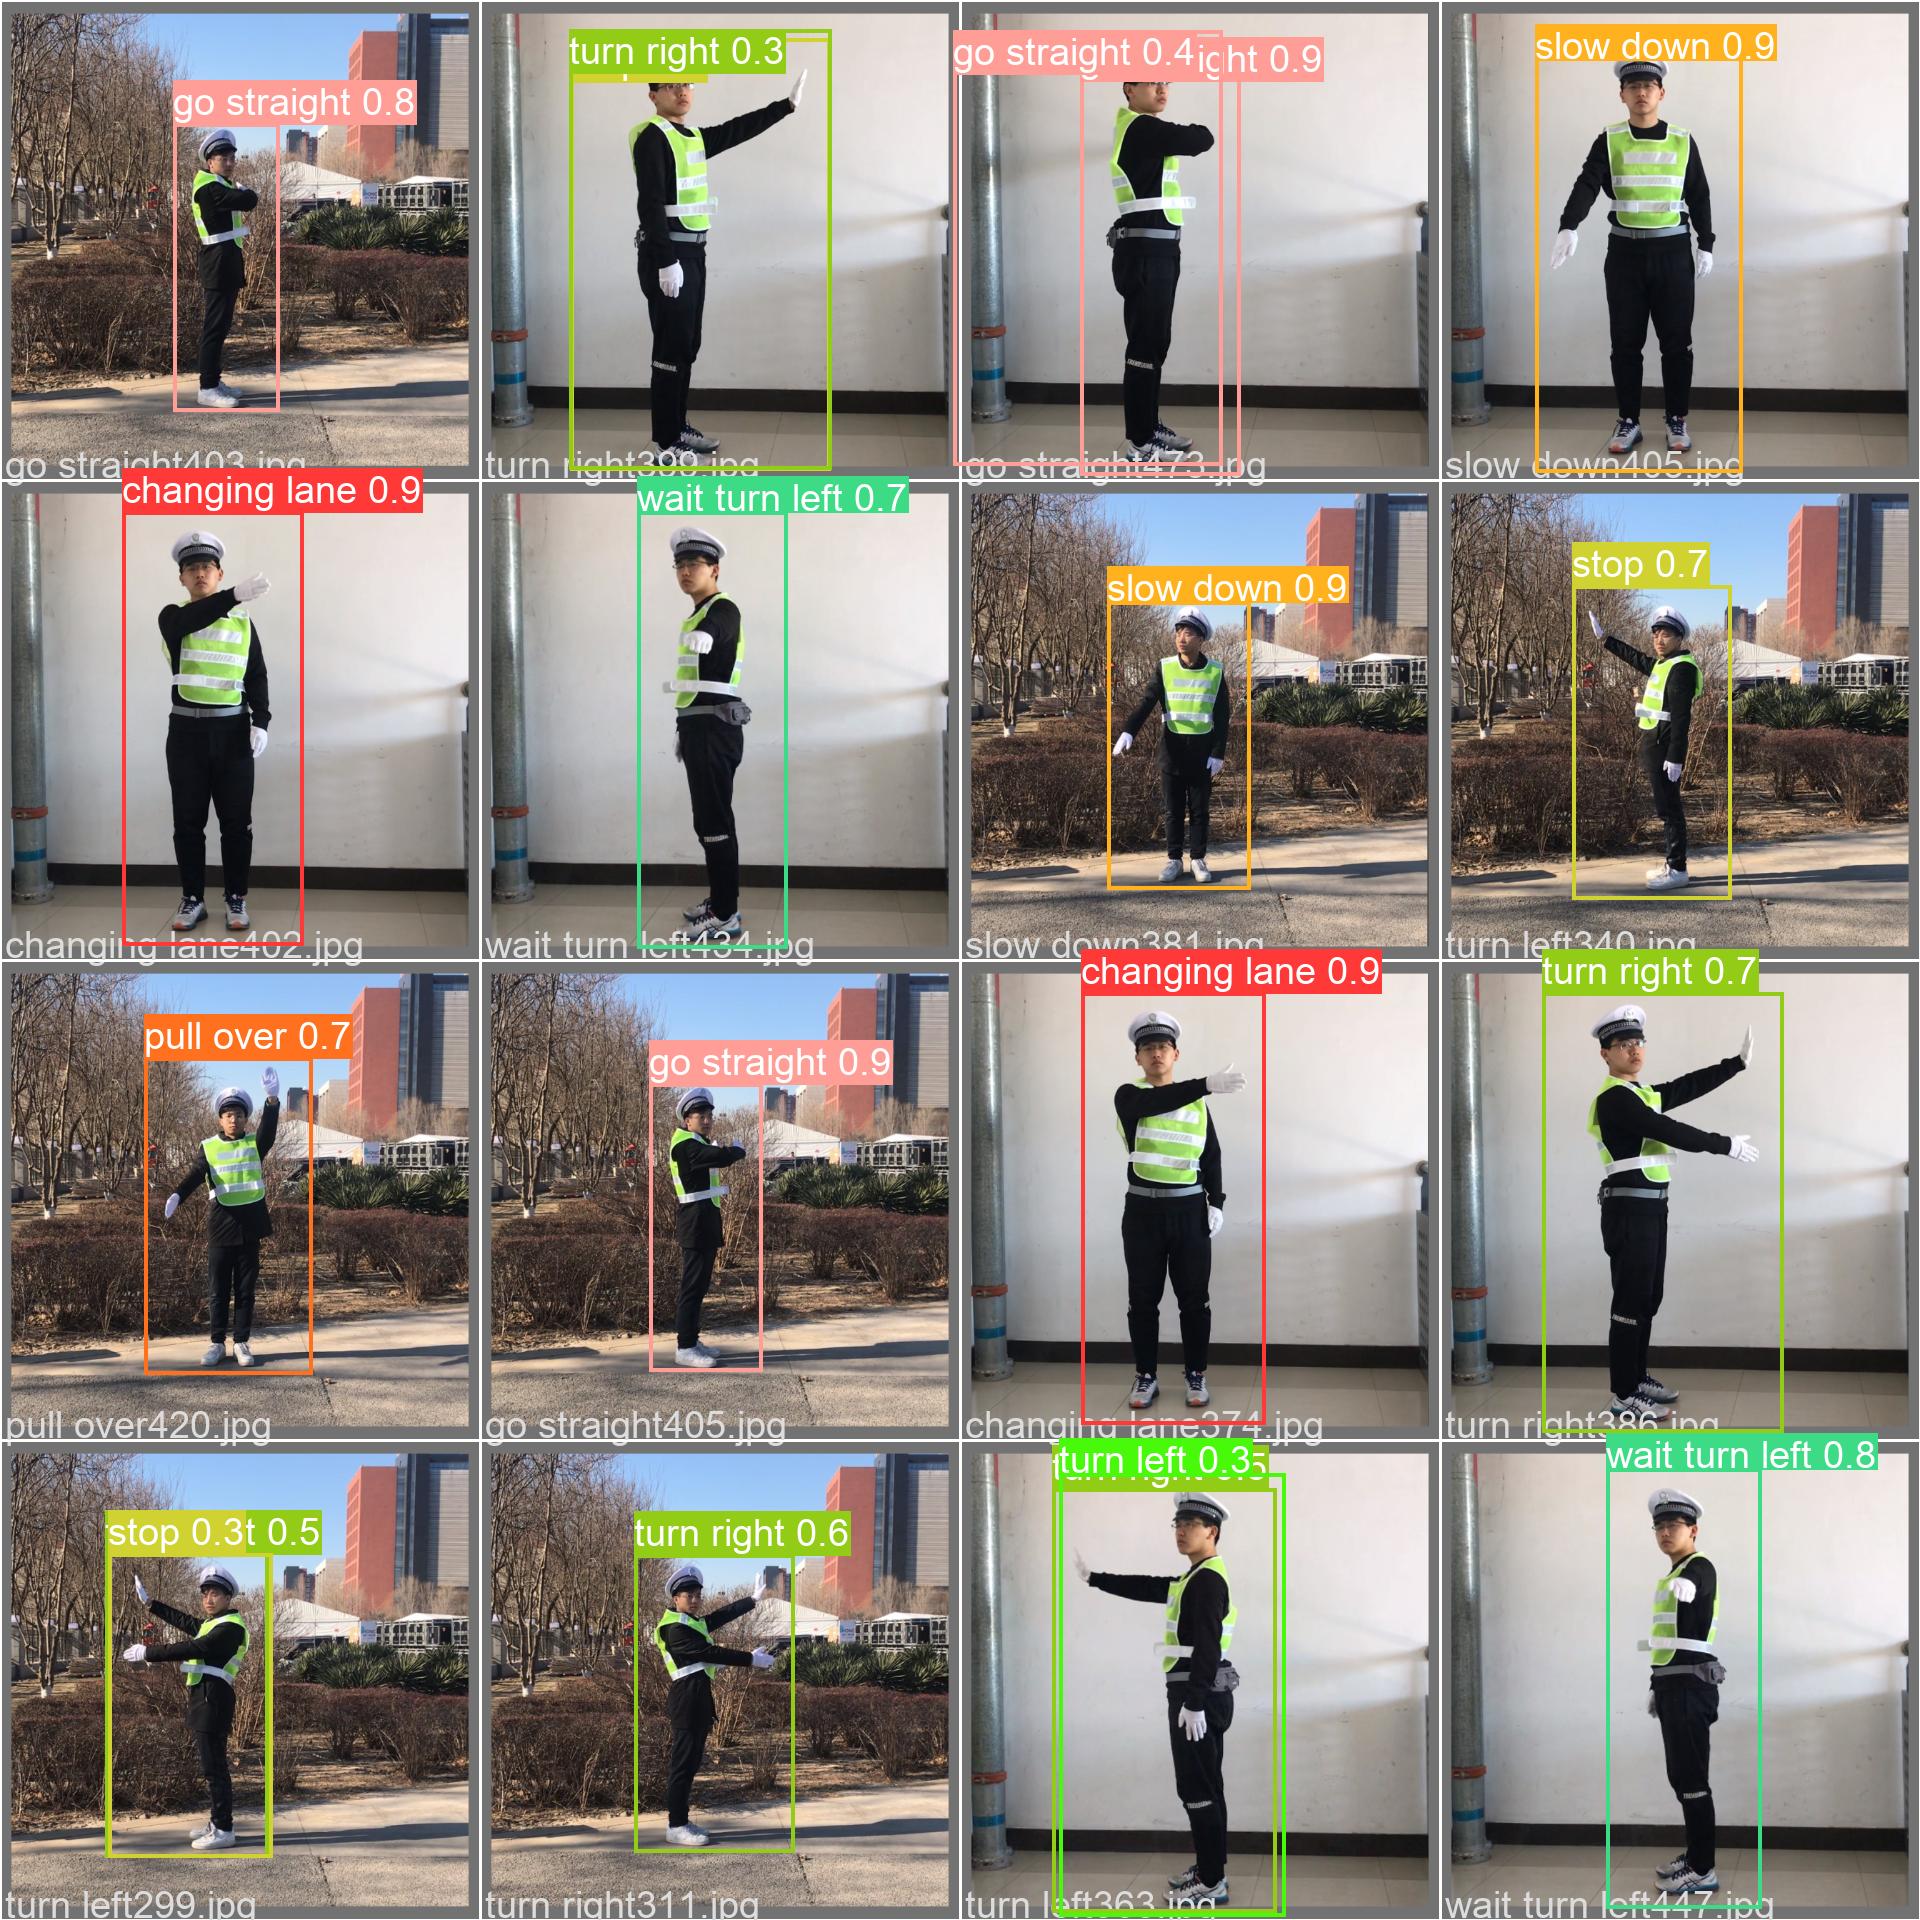 go straight 0.8
turn right 0.3
go straight 0.4
ight 0.9
slow down 0.9
go straight403.jpg
turn right399.jpg
go straight473.jpg
slow down405.jpg
changing lane 0.9
wait turn left 0.7
slow down 0.9
stop 0.7
changing lane402.jpg
wait turn left434.jpg
slow down381.jpg
turn left340.jpg
pull over 0.7
go straight 0.9
changing lane 0.9
turn right 0.7
pull over420.jpg
go straight405.jpg
changing lane374.jpg
turn right386.jpg
stop 0.3
t 0.5
turn right 0.6
turn left 0.3
wait turn left 0.8
turn left299.jpg
turn right311.jpg
turn left363.jpg
wait turn left447.jpg